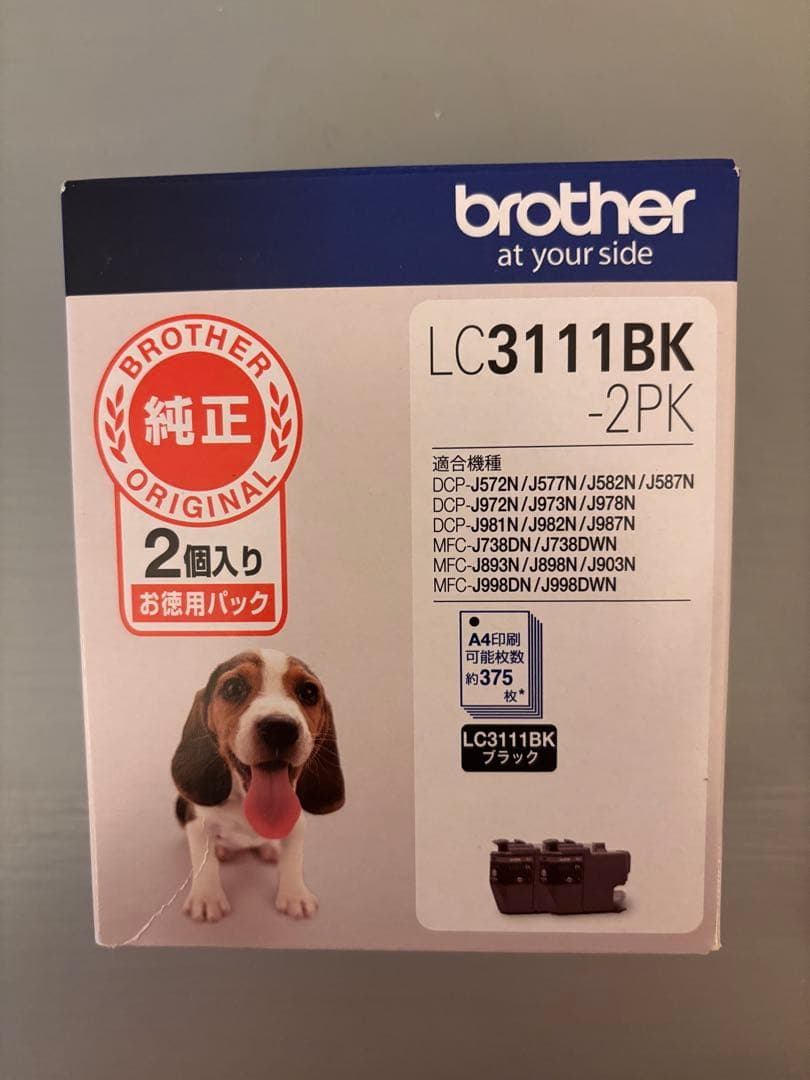 brother
at your side
BROTHER
純正
ORIGINAL
2個入り
お徳用パック
LC3111BK
-2PK
適合機種
DCP-J572N/J577N/J582N/J587N
DCP-J972N/J973N/J978N
DCP-J981N/J982N/J987N
MFC-J738DN/J738DWN
MFC-J893N/J898N/J903N
MFC-J998DN/J998DWN
A4印刷
可能枚数
約375
枚*
LC3111BK
ブラック